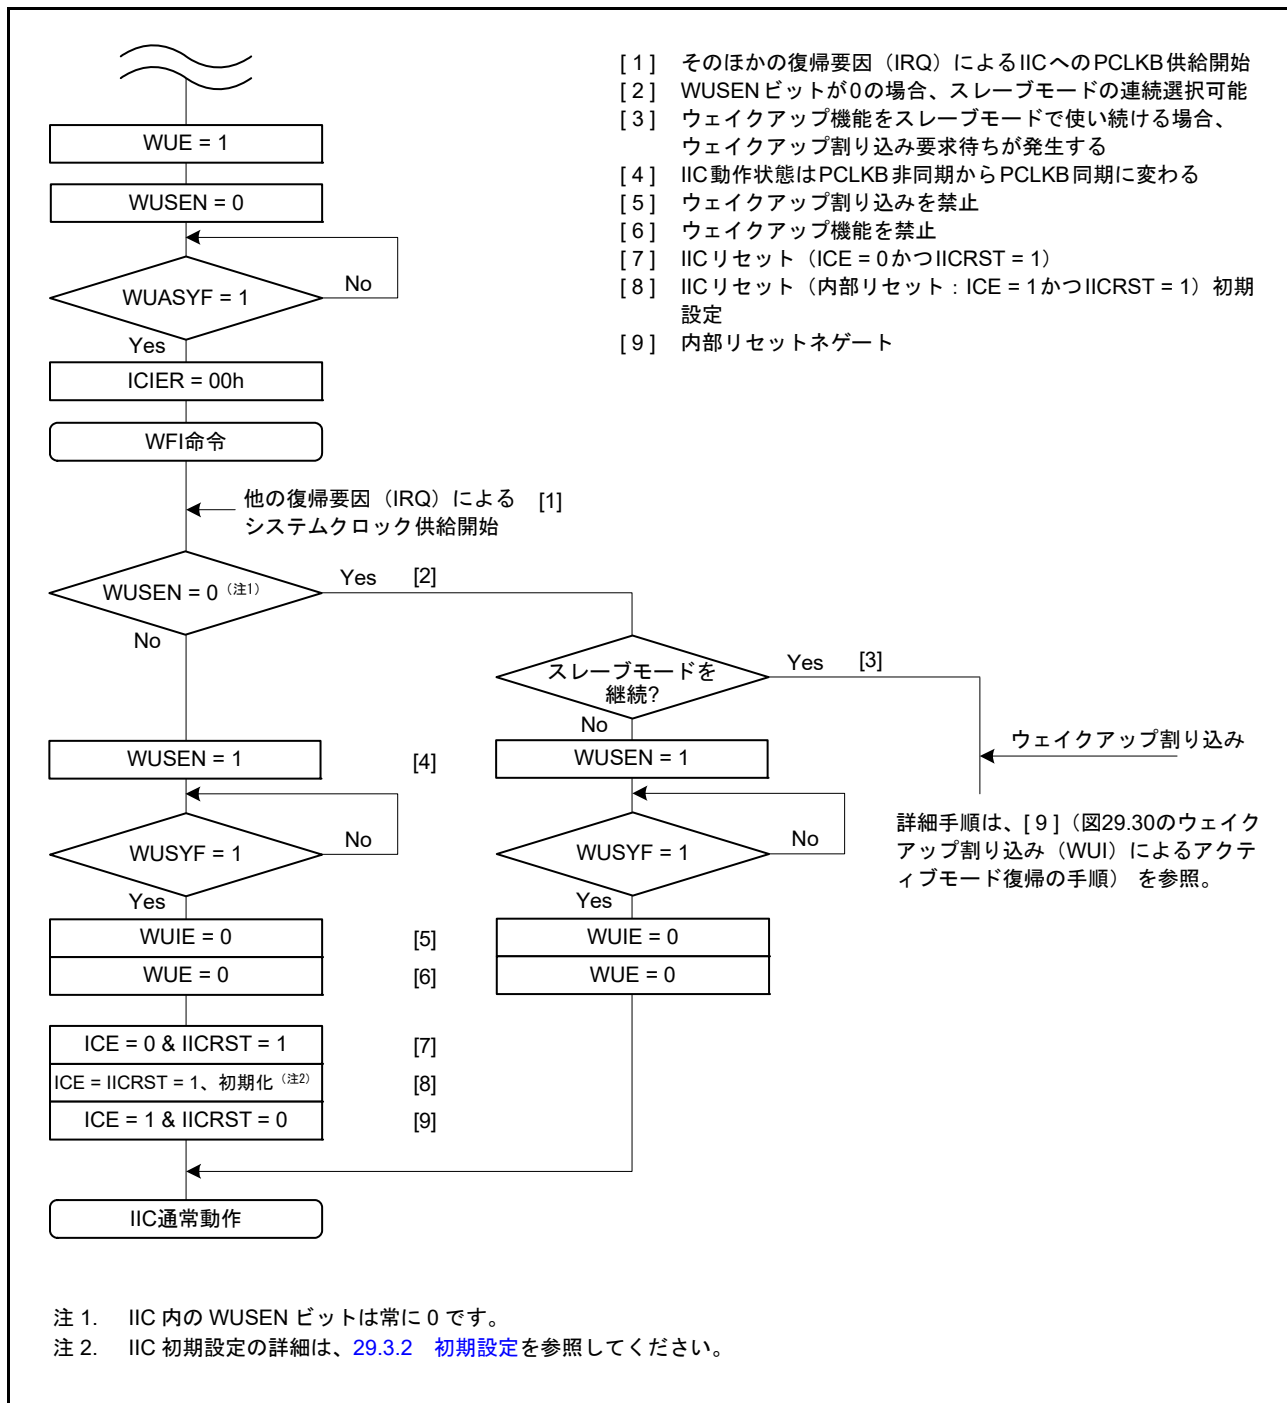 [ 1 ] そのほかの復帰要因（IRQ）によるIICへのPCLKB供給開始
[ 2 ] WUSENビットが0の場合、スレーブモードの連続選択可能
[ 3 ] ウェイクアップ機能をスレーブモードで使い続ける場合、
ウェイクアップ割り込み要求待ちが発生する
[ 4 ] IIC動作状態はPCLKB非同期からPCLKB同期に変わる
[ 5 ] ウェイクアップ割り込みを禁止
[ 6 ] ウェイクアップ機能を禁止
[ 7 ] IICリセット（ICE = 0かつIICRST = 1）
[ 8 ] IICリセット（内部リセット：ICE = 1かつIICRST = 1）初期
設定
[ 9 ] 内部リセットネゲート
WUE = 1
WUSEN = 0
WUASYF = 1
No
Yes
ICIER = 00h
WFI命令
他の復帰要因（IRQ）による [1]
システムクロック供給開始
WUSEN = 0（注1）
Yes [2]
No
スレーブモードを
継続?
Yes [3]
No
ウェイクアップ割り込み
WUSEN = 1
[4]
WUSEN = 1
詳細手順は、[ 9 ]（図29.30のウェイク
アップ割り込み（WUI）によるアクテ
ィブモード復帰の手順） を参照。
WUSYF = 1
No
Yes
WUSYF = 1
No
Yes
WUIE = 0
[5]
WUIE = 0
WUE = 0
[6]
WUE = 0
ICE = 0 & IICRST = 1
[7]
ICE = IICRST = 1、初期化（注2）
[8]
ICE = 1 & IICRST = 0
[9]
IIC通常動作
注 1. IIC 内の WUSEN ビットは常に 0 です。
注 2. IIC 初期設定の詳細は、29.3.2 初期設定を参照してください。